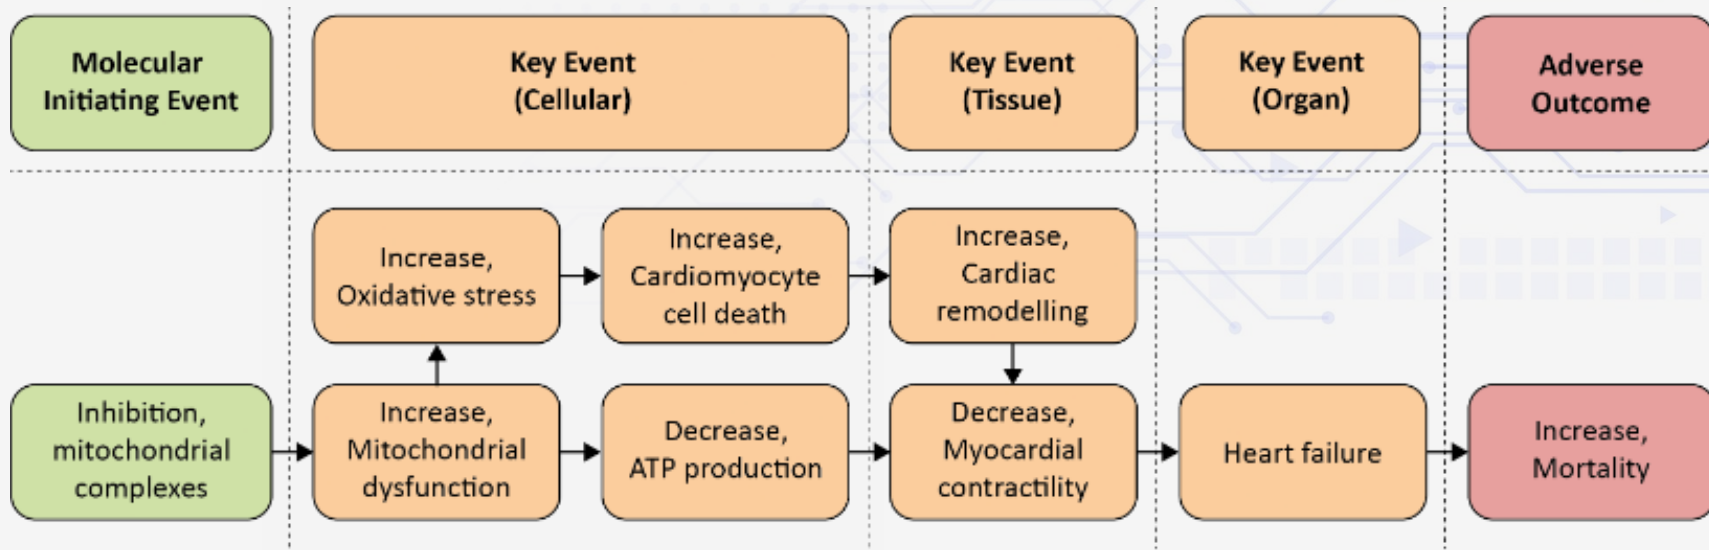 Molecular
Initiating Event
Key Event
(Cellular)
Key Event
(Tissue)
Key Event
(Organ)
Adverse
Outcome
Increase,
Oxidative stress
Increase,
Cardiomyocyte
cell death
Increase,
Cardiac
remodelling
Inhibition,
mitochondrial
complexes
Increase,
Mitochondrial
dysfunction
Decrease,
ATP production
Decrease,
Myocardial
contractility
Heart failure
Increase,
Mortality